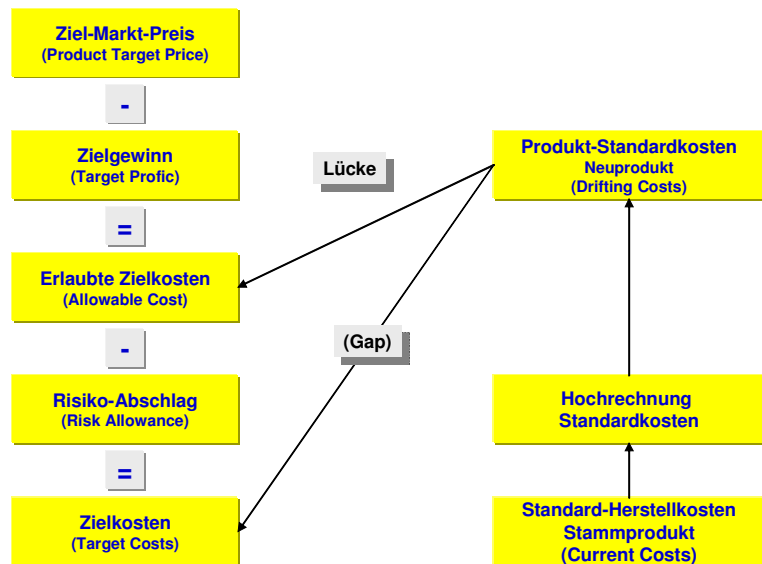 Ziel-Markt-Preis
(Product Target Price)
-
Zielgewinn
(Target Profic)
=
Erlaubte Zielkosten
(Allowable Cost)
-
Risiko-Abschlag
(Risk Allowance)
=
Zielkosten
(Target Costs)
Lücke
(Gap)
Produkt-Standardkosten
Neuprodukt
(Drifting Costs)
Hochrechnung
Standardkosten
Standard-Herstellkosten
Stammprodukt
(Current Costs)